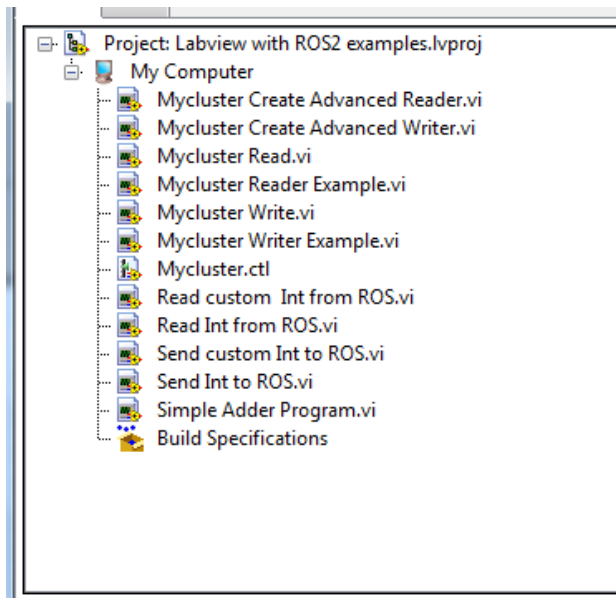 Project: Labview with ROS2 examples.lvproj
My Computer
Mycluster Create Advanced Reader.vi
Mycluster Create Advanced Writer.vi
Mycluster Read.vi
Mycluster Reader Example.vi
Mycluster Write.vi
Mycluster Writer Example.vi
Mycluster.ctl
Read custom  Int from ROS.vi
Read Int from ROS.vi
Send custom Int to ROS.vi
Send Int to ROS.vi
Simple Adder Program.vi
Build Specifications